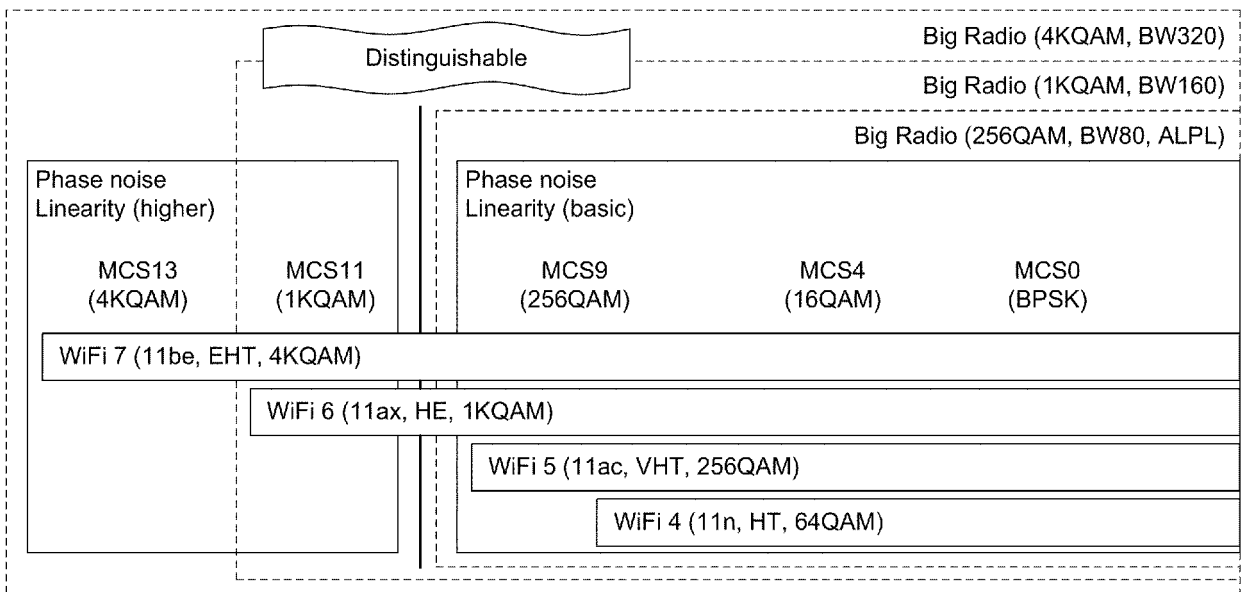 Big Radio (4KQAM, BW320)
Distinguishable
Big Radio (1KQAM, BW160)
Big Radio (256QAM, BW80, ALPL)
Phase noise
Linearity (higher)
Phase noise
Linearity (basic)
MCS13
(4KQAM)
MCS11
(1KQAM)
MCS9
(256QAM)
MCS4
(16QAM)
MCS0
(BPSK)
WiFi 7 (11be, EHT, 4KQAM)
WiFi 6 (11ax, HE, 1KQAM)
WiFi 5 (11ac, VHT, 256QAM)
WiFi 4 (11n, HT, 64QAM)